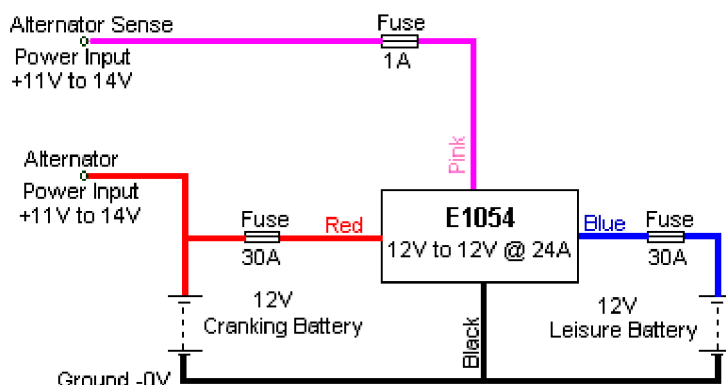 Alternator Sense
Power Input
+11V to 14V
Fuse
1A
Pink
Alternator
Power Input
+11V to 14V
Fuse
30A
Red
E1054
12V to 12V @ 24A
Blue
Fuse
30A
12V
Cranking Battery
Black
12V
Leisure Battery
Ground -0V